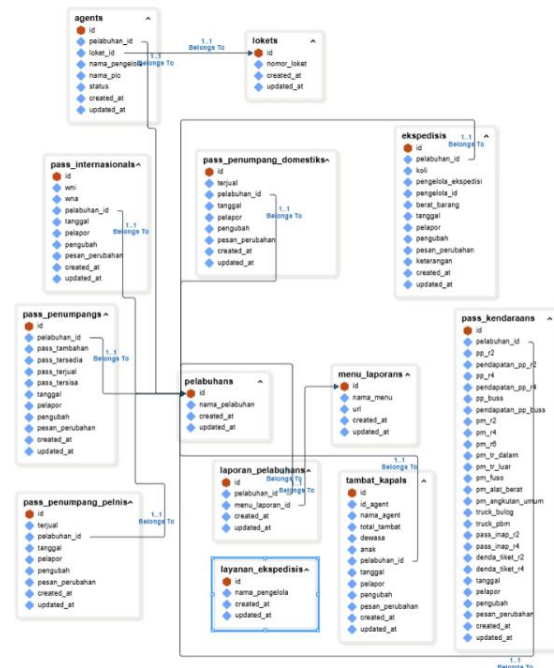 agents
id
pelabuhan_id
loket_id
nama_pengelola
nama_pic
status
created_at
updated_at
1..1
Belongs To
1..1
Belongs To
lokets
id
nomor_loket
created_at
updated_at
pass_internasionals
id
wni
wna
pelabuhan_id
tanggal
pelapor
pengubah
pesan_perubahan
created_at
updated_at
1..1
Belongs To
pass_penumpang_domestiks
id
terjual
pelabuhan_id
tanggal
pelapor
pengubah
pesan_perubahan
created_at
updated_at
1..1
Belongs To
ekspedisis
id
pelabuhan_id
koli
pengelola_ekspedisi
pengelola_id
berat_barang
tanggal
pelapor
pengubah
pesan_perubahan
keterangan
created_at
updated_at
1..1
Belongs To
pass_penumpangs
id
pelabuhan_id
pass_tambahan
pass_tersedia
pass_terjual
pass_tersisa
tanggal
pelapor
pengubah
pesan_perubahan
created_at
updated_at
1..1
Belongs To
pelabuhans
id
nama_pelabuhan
created_at
updated_at
menu_laporans
id
nama_menu
url
created_at
updated_at
pass_kendaraans
id
pelabuhan_id
pp_r2
pendapatan_pp_r2
pp_r4
pendapatan_pp_r4
pp_buss
pendapatan_pp_buss
pm_r2
pm_r4
pm_r6
pm_tr_dalam
pm_tr_luar
pm_fuso
pm_alat_berat
pm_angkutan_umum
truck_bulog
truck_pbm
pass_inap_r2
pass_inap_r4
denda_tiket_r2
denda_tiket_r4
tanggal
pelapor
pengubah
pesan_perubahan
created_at
updated_at
1..1
Belongs To
laporan_pelabuhans
id
pelabuhan_id
menu_laporan_id
created_at
updated_at
1..1
Belongs To
Belongs To
tambat_kapals
id
id_agent
nama_agent
total_tambat
dewasa
anak
pelabuhan_id
tanggal
pelapor
pengubah
pesan_perubahan
created_at
updated_at
1..1
Belongs To
pass_penumpang_pelnis
id
terjual
pelabuhan_id
tanggal
pelapor
pengubah
pesan_perubahan
created_at
updated_at
1..1
Belongs To
layanan_ekspedisis
id
nama_pengelola
created_at
updated_at